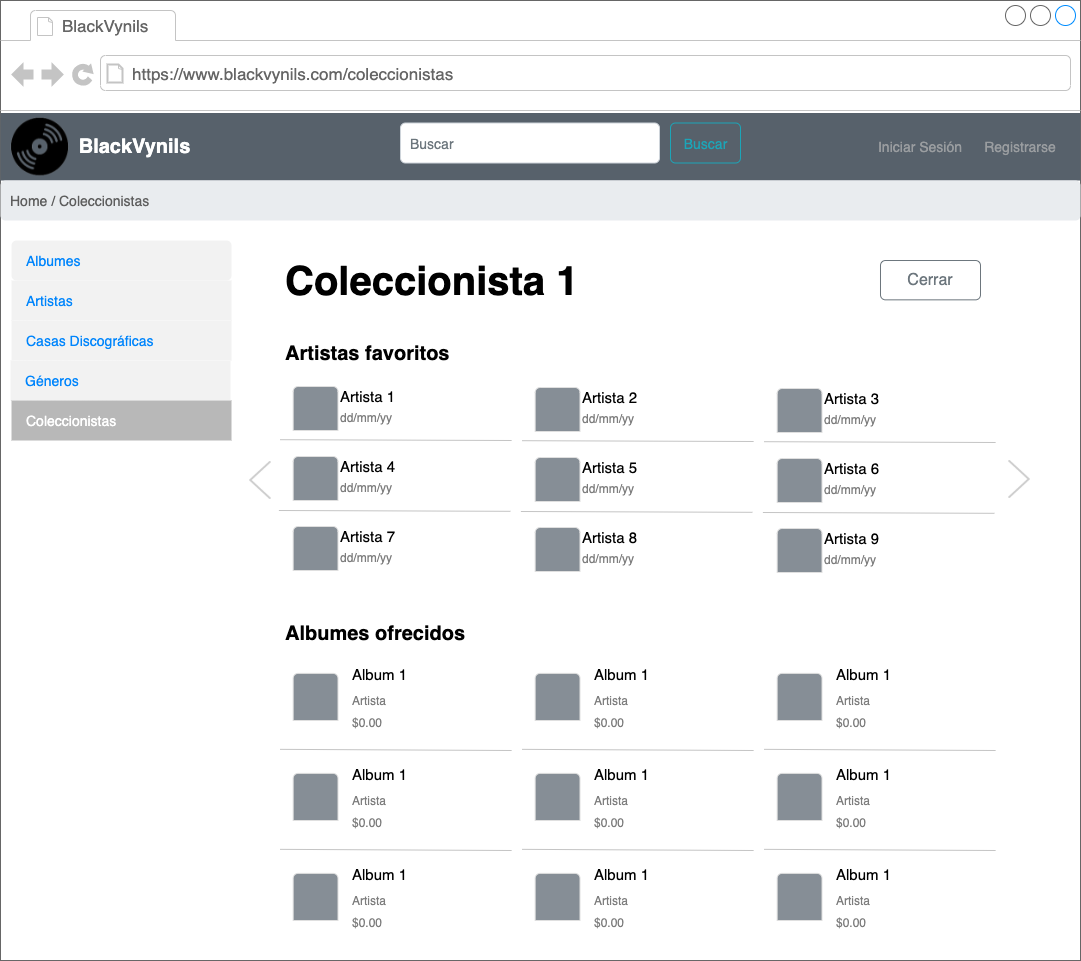 BlackVynils
https://www.blackvynils.com/coleccionistas
BlackVynils
Buscar
Buscar
Iniciar Sesión
Registrarse
Home / Coleccionistas
Albumes
Artistas
Casas Discográficas
Géneros
Coleccionistas
Coleccionista 1
Cerrar
Artistas favoritos
Artista 1
dd/mm/yy
Artista 2
dd/mm/yy
Artista 3
dd/mm/yy
Artista 4
dd/mm/yy
Artista 5
dd/mm/yy
Artista 6
dd/mm/yy
Artista 7
dd/mm/yy
Artista 8
dd/mm/yy
Artista 9
dd/mm/yy
Albumes ofrecidos
Album 1
Artista
$0.00
Album 1
Artista
$0.00
Album 1
Artista
$0.00
Album 1
Artista
$0.00
Album 1
Artista
$0.00
Album 1
Artista
$0.00
Album 1
Artista
$0.00
Album 1
Artista
$0.00
Album 1
Artista
$0.00